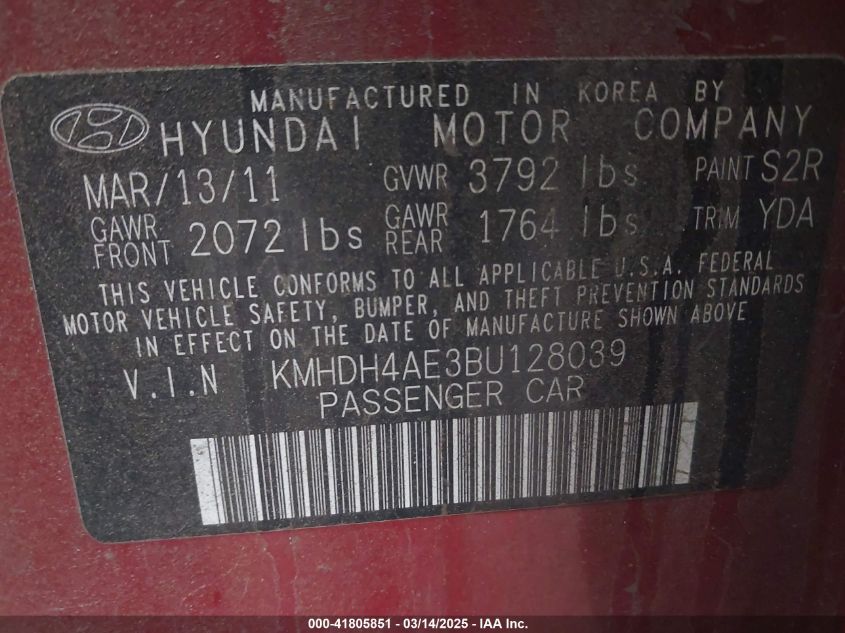 MANUFACTURED IN KOREA BY
HYUNDAI MOTOR COMPANY
MAR/13/11 GVWR 3792 lbs PAINT S2R
GAWR FRONT 2072 lbs GAWR REAR 1764 lbs TRIM YDA
THIS VEHICLE CONFORMS TO ALL APPLICABLE U.S.A. FEDERAL
MOTOR VEHICLE SAFETY, BUMPER, AND THEFT PREVENTION STANDARDS
IN EFFECT ON THE DATE OF MANUFACTURE SHOWN ABOVE
V.I.N KMHDH4AE3BU128039
PASSENGER CAR
000-41805851 - 03/14/2025 - IAA Inc.